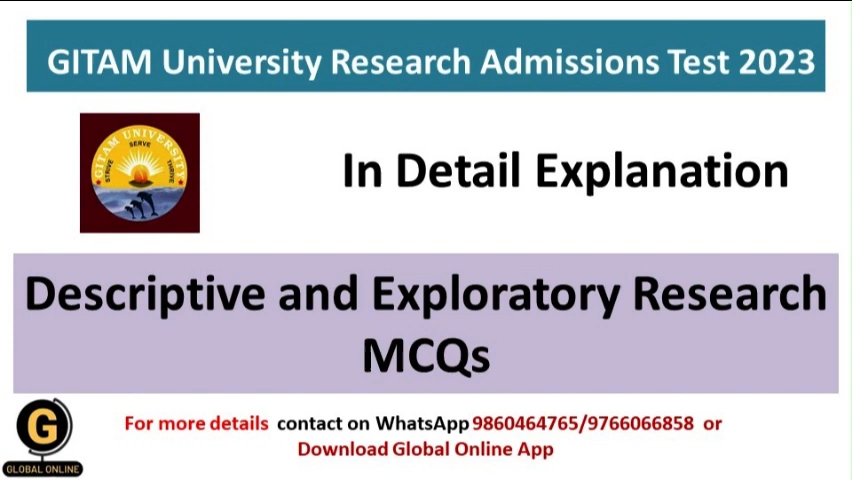 GITAM University Research Admissions Test 2023
GITAM UNIVERSITY
STRIVE
SERVE
THRIVE
In Detail Explanation
Descriptive and Exploratory Research
MCQs
G
GLOBAL ONLINE
For more details contact on WhatsApp 9860464765/9766066858 or
Download Global Online App